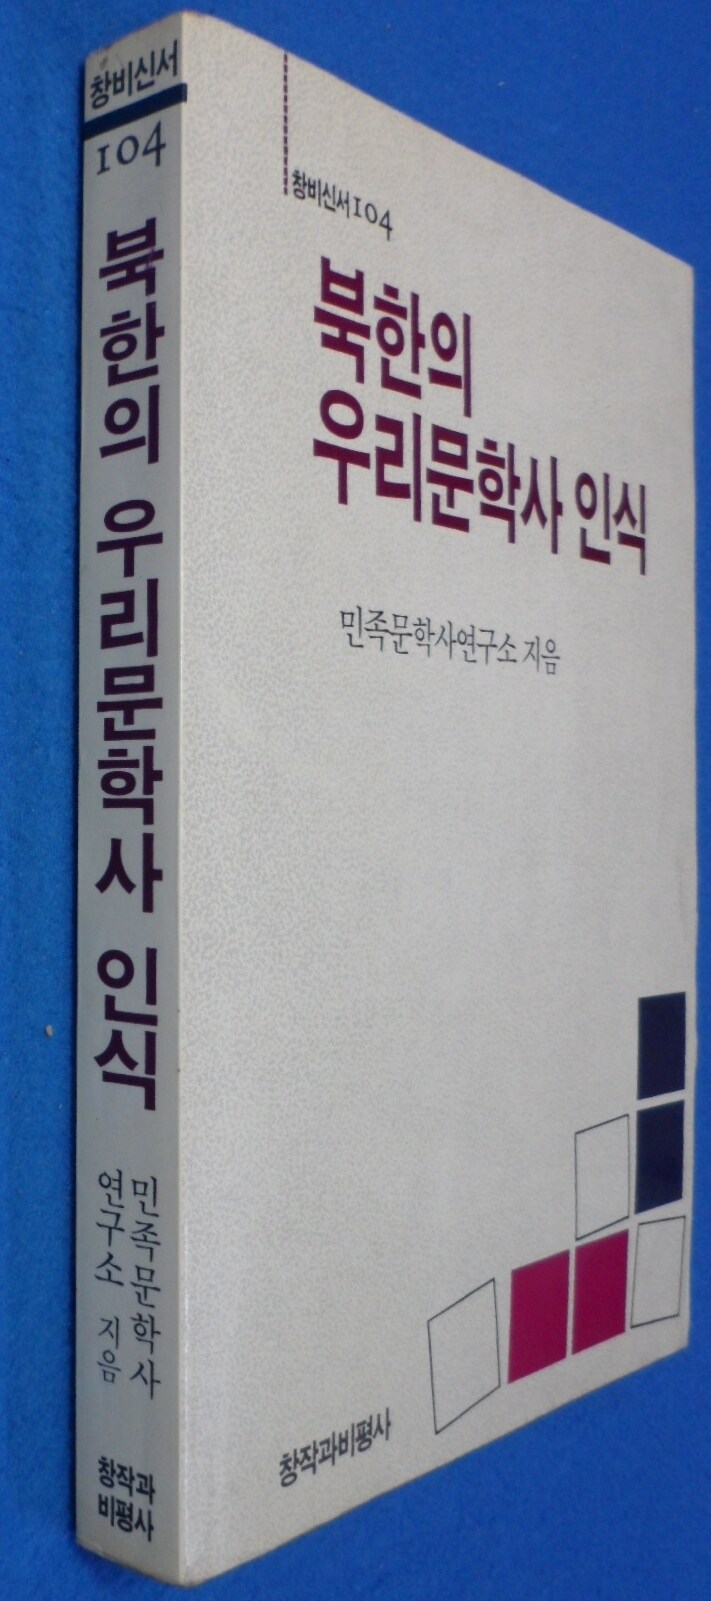 창비신서
104
북한의 우리문학사 인식
민족문학사
연구소 지음
창작과
비평사
창비신서104
북한의
우리문학사 인식
민족문학사연구소 지음
창작과비평사